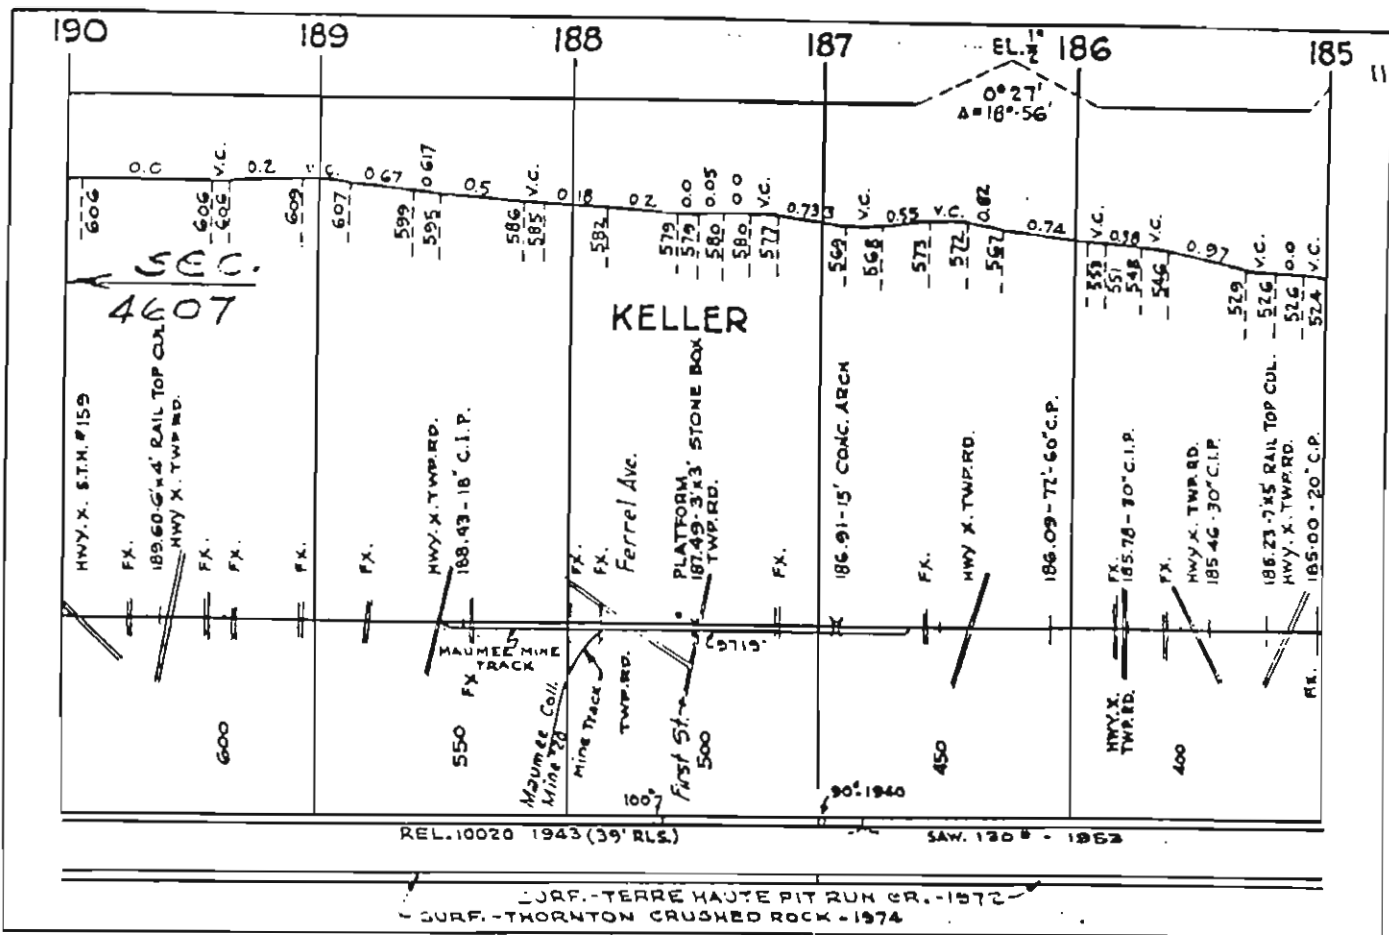 190 189 188 187 186 185
EL. ½"
0°27'
Δ=18°-56'
0.0 V.C. 0.2 V.C. 0.67 0.617 0.5 V.C. 0.18 0.2 0.0 0.05 0.0 V.C. 0.733 V.C. 0.55 V.C. 0.82 0.74 V.C. 0.38 V.C. 0.97 V.C. 0.0 V.C.
606 606 606 609 607 599 595 586 585 582 579 579 580 580 577 569 568 573 572 567 553 551 548 546 529 526 526 524
SEC.
4607
KELLER
HWY. X. S.T.H. #159
FX.
189.60-6'x4' RAIL TOP CUL.
HWY X. TWP. RD.
FX.
FX.
FX.
FX.
HWY. X. TWP. RD.
188.43-18" C.I.P.
FX
FX.
FX.
Ferrel Ave.
PLATFORM
187.49-3'x3' STONE BOX
TWP. RD.
FX.
186.91-15' CONC. ARCH
FX.
HWY X. TWP. RD.
186.09-72'-60" C.P.
FX.
185.78-30" C.I.P.
HWY. X.
TWP. RD.
FX.
HWY X. TWP RD.
185.46-30" C.I.P.
185.23-7'X5' RAIL TOP CUL.
HWY. X. TWP. RD.
185.00-20" C.P.
FX.
MAUMEE MINE
TRACK
9719'
Maumee Coll.
Mine #20
Mine Track
TWP. RD.
First St.
600 550 500 450 400
100# 90#-1940
REL. 10020 1943 (39' RLS.) SAW. 130# - 1953
SURF.-TERRE HAUTE PIT RUN GR.-1972
SURF.-THORNTON CRUSHED ROCK-1974